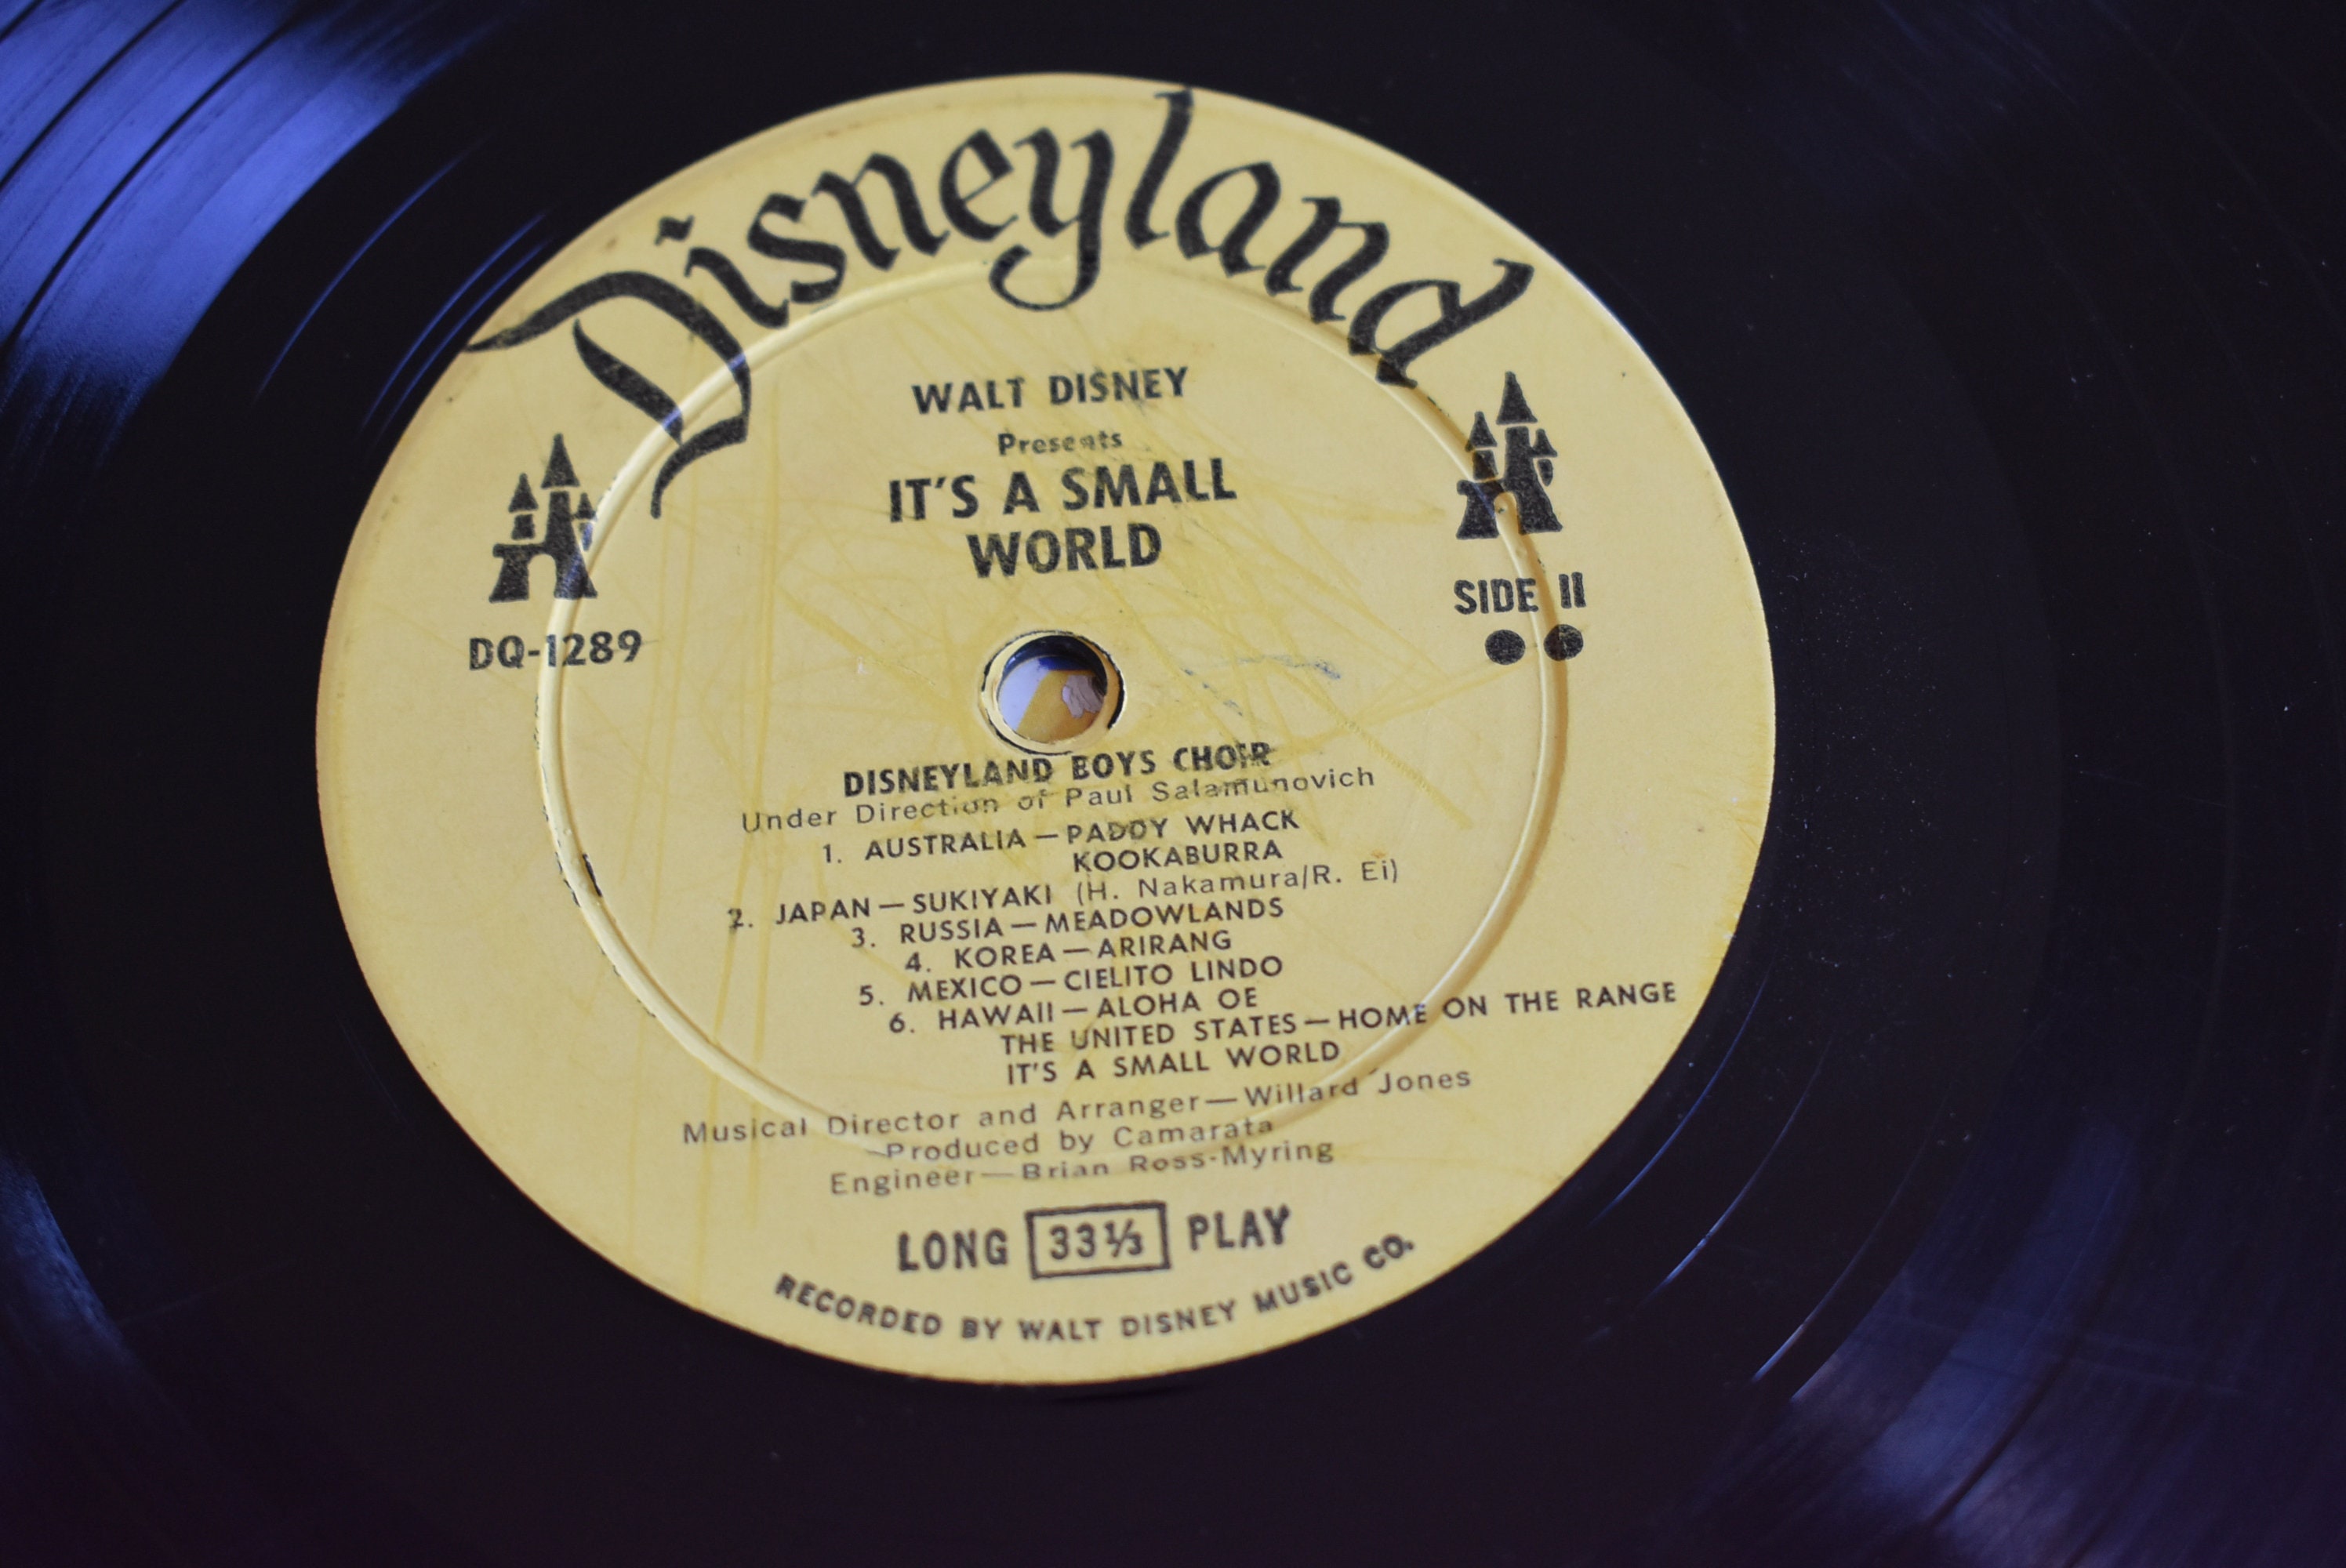 Disneyland
WALT DISNEY
Presents
IT'S A SMALL
WORLD
DQ-1289
SIDE II
DISNEYLAND BOYS CHOIR
Under Direction of Paul Salamunovich
1. AUSTRALIA—PADDY WHACK
KOOKABURRA
2. JAPAN—SUKIYAKI (H. Nakamura/R. Ei)
3. RUSSIA—MEADOWLANDS
4. KOREA—ARIRANG
5. MEXICO—CIELITO LINDO
6. HAWAII—ALOHA OE
THE UNITED STATES—HOME ON THE RANGE
IT'S A SMALL WORLD
Musical Director and Arranger—Willard Jones
Produced by Camarata
Engineer—Brian Ross-Myring
LONG 33⅓ PLAY
RECORDED BY WALT DISNEY MUSIC CO.